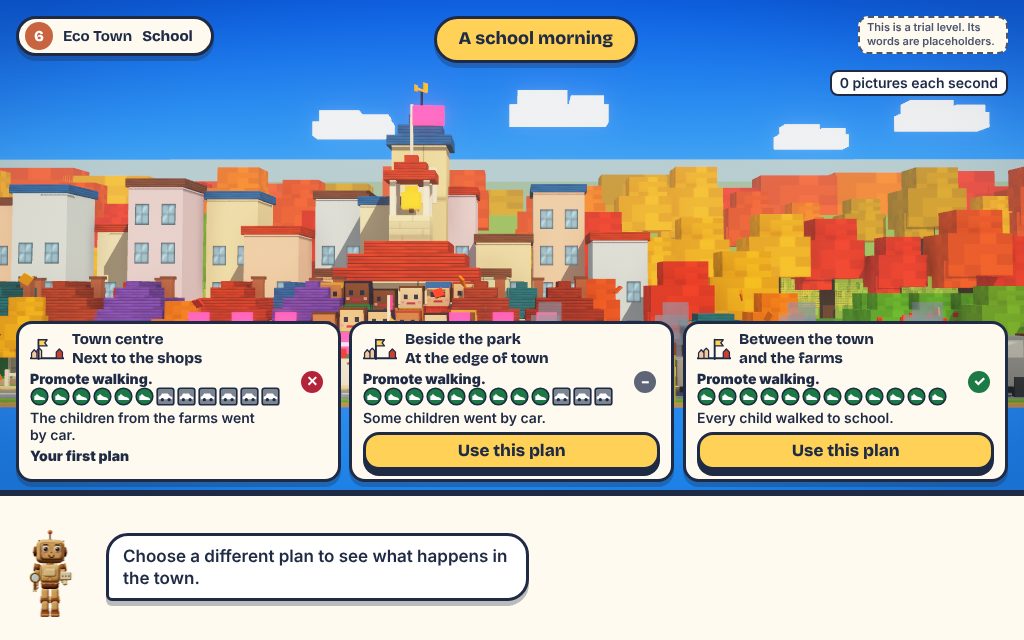 6 Eco Town School
A school morning
This is a trial level. Its
words are placeholders.
0 pictures each second
Town centre
Next to the shops
Promote walking.
The children from the farms went
by car.
Your first plan
Beside the park
At the edge of town
Promote walking.
Some children went by car.
Use this plan
Between the town
and the farms
Promote walking.
Every child walked to school.
Use this plan
Choose a different plan to see what happens in
the town.